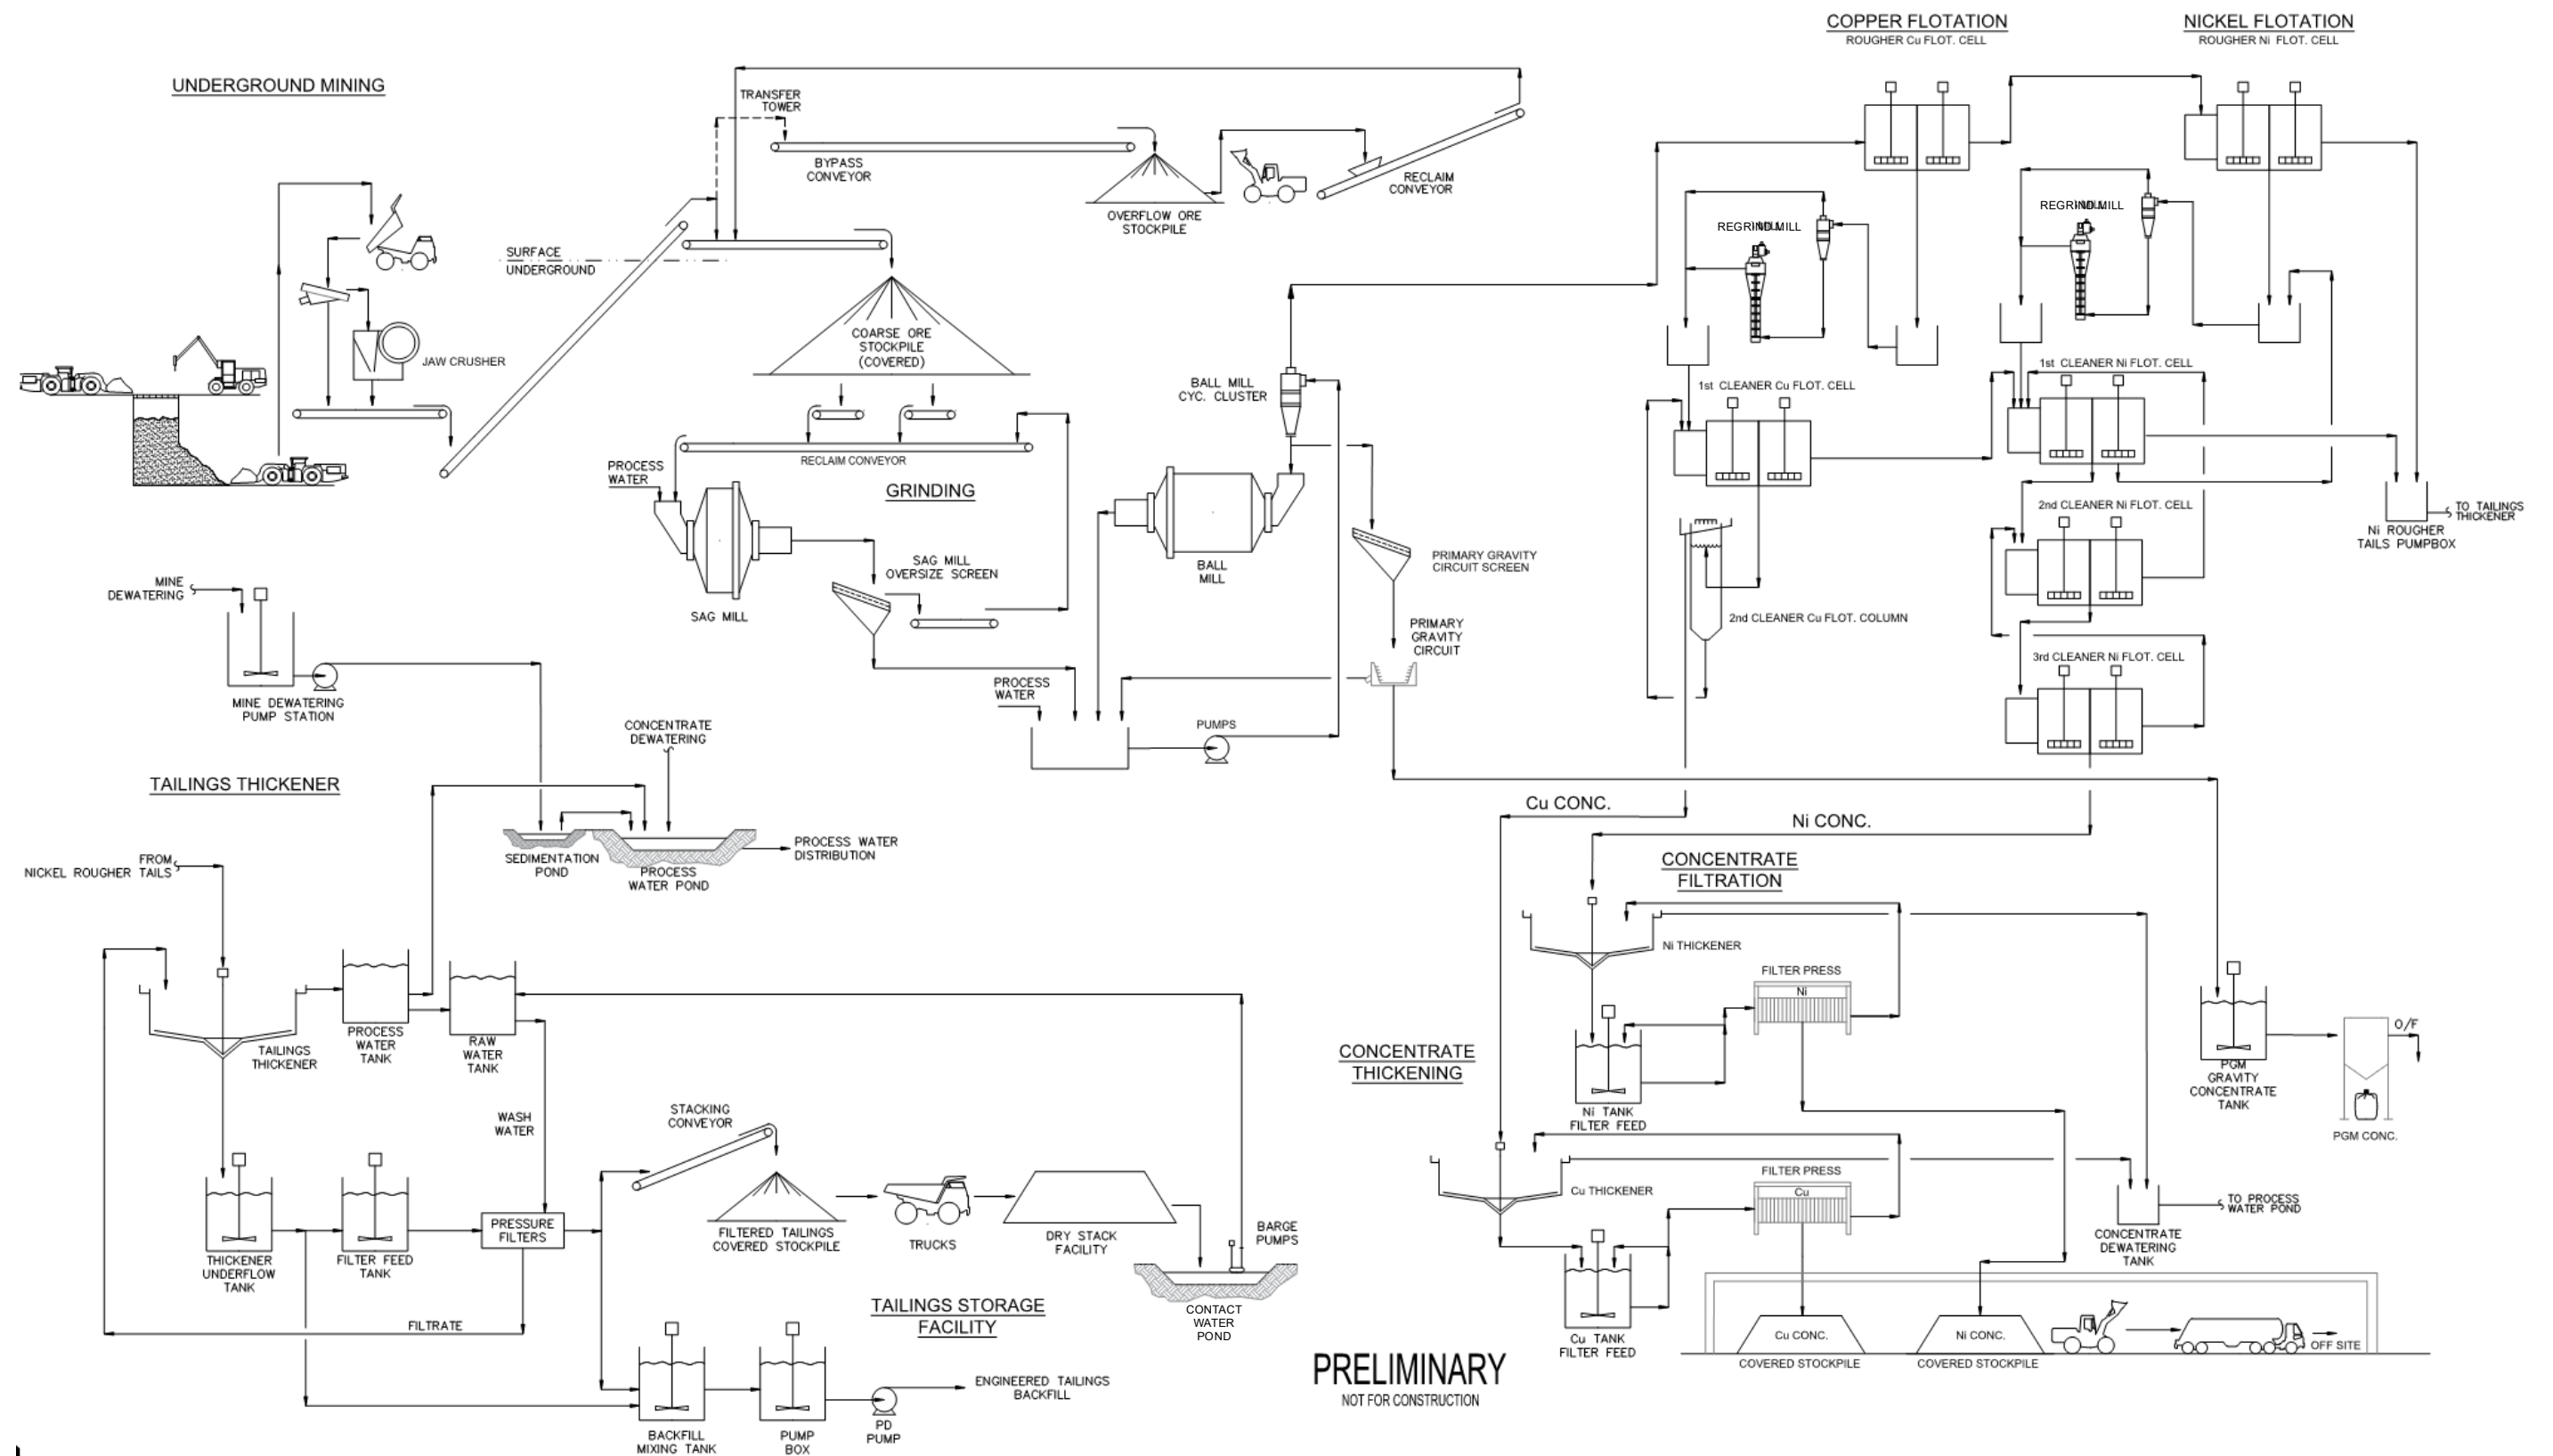 COPPER FLOTATION
ROUGHER Cu FLOT. CELL
NICKEL FLOTATION
ROUGHER Ni FLOT. CELL
UNDERGROUND MINING
TRANSFER
TOWER
BYPASS
CONVEYOR
OVERFLOW ORE
STOCKPILE
RECLAIM
CONVEYOR
SURFACE
UNDERGROUND
JAW CRUSHER
COARSE ORE
STOCKPILE
(COVERED)
RECLAIM CONVEYOR
PROCESS
WATER
GRINDING
SAG MILL
SAG MILL
OVERSIZE SCREEN
BALL MILL
CYC. CLUSTER
BALL
MILL
PRIMARY GRAVITY
CIRCUIT SCREEN
PRIMARY
GRAVITY
CIRCUIT
PROCESS
WATER
PUMPS
REGRIND MILL
REGRIND MILL
1st CLEANER Cu FLOT. CELL
2nd CLEANER Cu FLOT. COLUMN
1st CLEANER Ni FLOT. CELL
2nd CLEANER Ni FLOT. CELL
3rd CLEANER Ni FLOT. CELL
TO TAILINGS
THICKENER
Ni ROUGHER
TAILS PUMPBOX
MINE
DEWATERING
MINE DEWATERING
PUMP STATION
CONCENTRATE
DEWATERING
SEDIMENTATION
POND
PROCESS
WATER POND
PROCESS WATER
DISTRIBUTION
TAILINGS THICKENER
FROM
NICKEL ROUGHER TAILS
TAILINGS
THICKENER
PROCESS
WATER
TANK
RAW
WATER
TANK
WASH
WATER
THICKENER
UNDERFLOW
TANK
FILTER FEED
TANK
PRESSURE
FILTERS
FILTRATE
STACKING
CONVEYOR
FILTERED TAILINGS
COVERED STOCKPILE
TRUCKS
DRY STACK
FACILITY
BARGE
PUMPS
CONTACT
WATER
POND
TAILINGS STORAGE
FACILITY
BACKFILL
MIXING TANK
PUMP
BOX
PD
PUMP
ENGINEERED TAILINGS
BACKFILL
Cu CONC.
Ni CONC.
CONCENTRATE
FILTRATION
Ni THICKENER
FILTER PRESS
Ni
Ni TANK
FILTER FEED
CONCENTRATE
THICKENING
Cu THICKENER
FILTER PRESS
Cu
Cu TANK
FILTER FEED
PGM
GRAVITY
CONCENTRATE
TANK
O/F
PGM CONC.
TO PROCESS
WATER POND
CONCENTRATE
DEWATERING
TANK
Cu CONC.
COVERED STOCKPILE
Ni CONC.
COVERED STOCKPILE
OFF SITE
PRELIMINARY
NOT FOR CONSTRUCTION